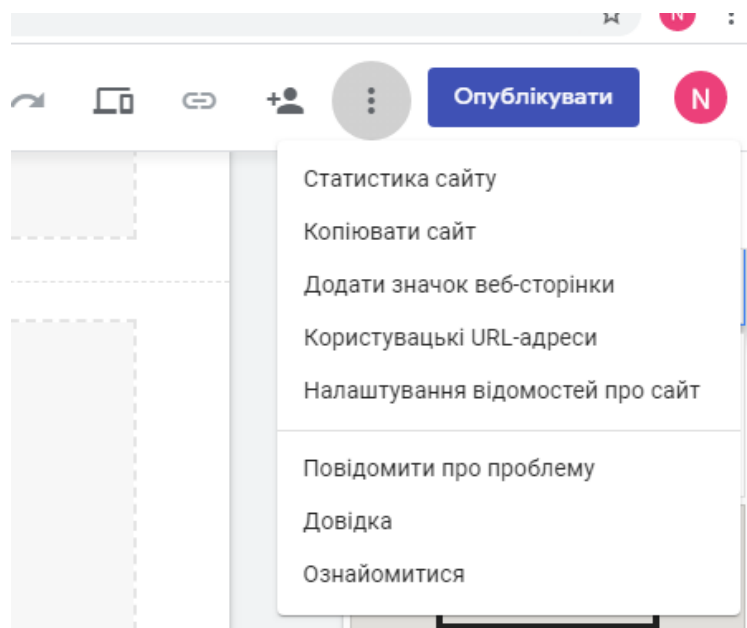 N
Опублікувати
N
Статистика сайту
Копіювати сайт
Додати значок веб-сторінки
Користувацькі URL-адреси
Налаштування відомостей про сайт
Повідомити про проблему
Довідка
Ознайомитися